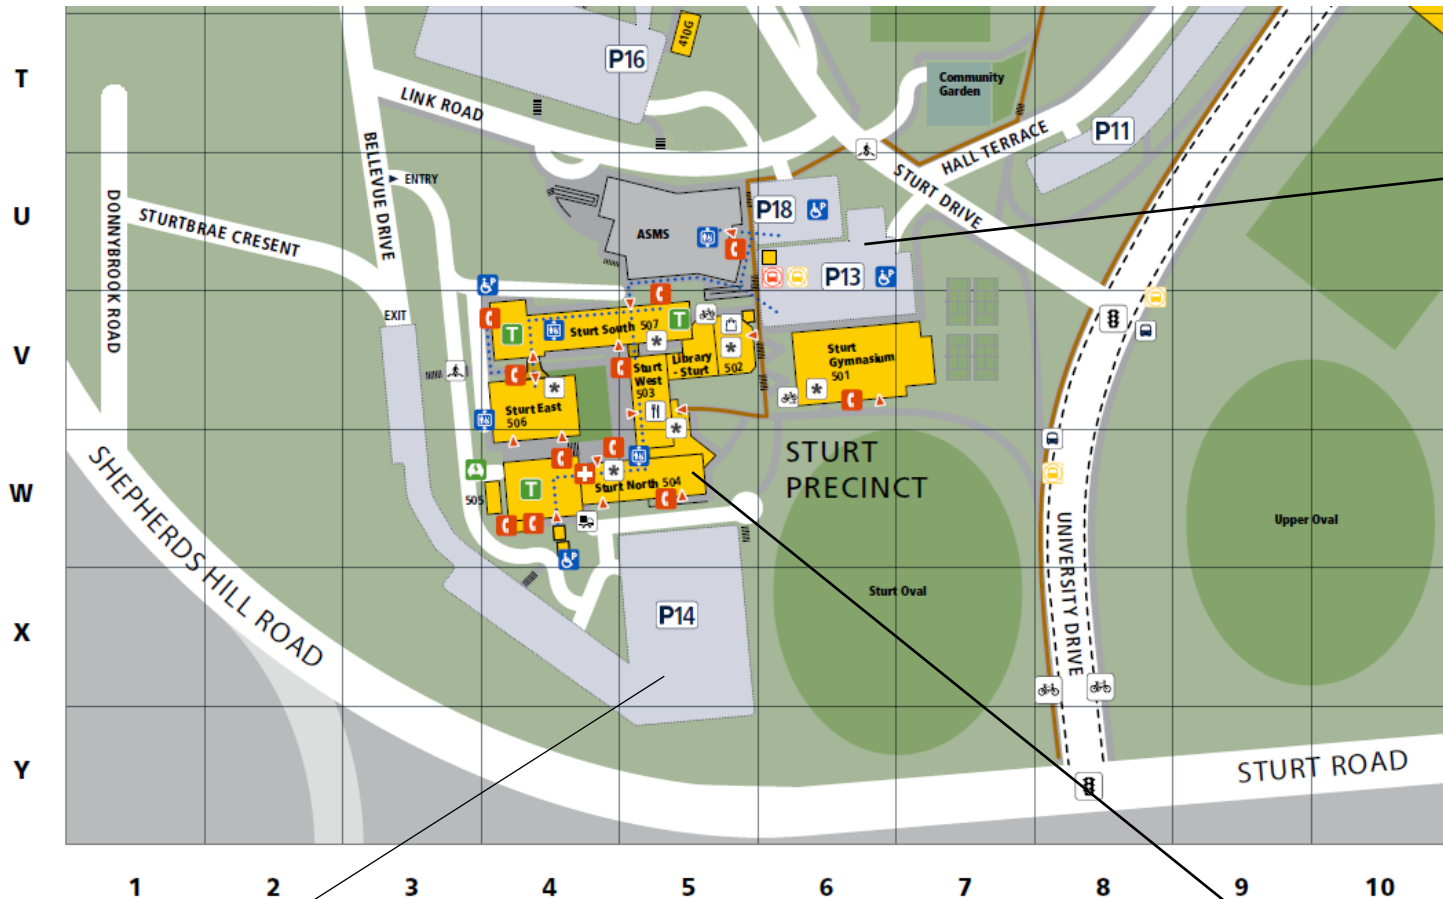 T
U
V
W
X
Y
410G
P16
Community
Garden
LINK ROAD
P11
HALL TERRACE
BELLEVUE DRIVE
ENTRY
STURT DRIVE
DONNYBROOK ROAD
STURTBRAE CRESENT
ASMS
P18
P
P13
P
P
EXIT
T
Sturt South 507
T
Library
- Sturt
502
Sturt
West
503
Sturt
Gymnasium
501
Sturt East
506
STURT
PRECINCT
505
T
Sturt North 504
P
SHEPHERDS HILL ROAD
P14
Sturt Oval
UNIVERSITY DRIVE
Upper Oval
STURT ROAD
1
2
3
4
5
6
7
8
9
10